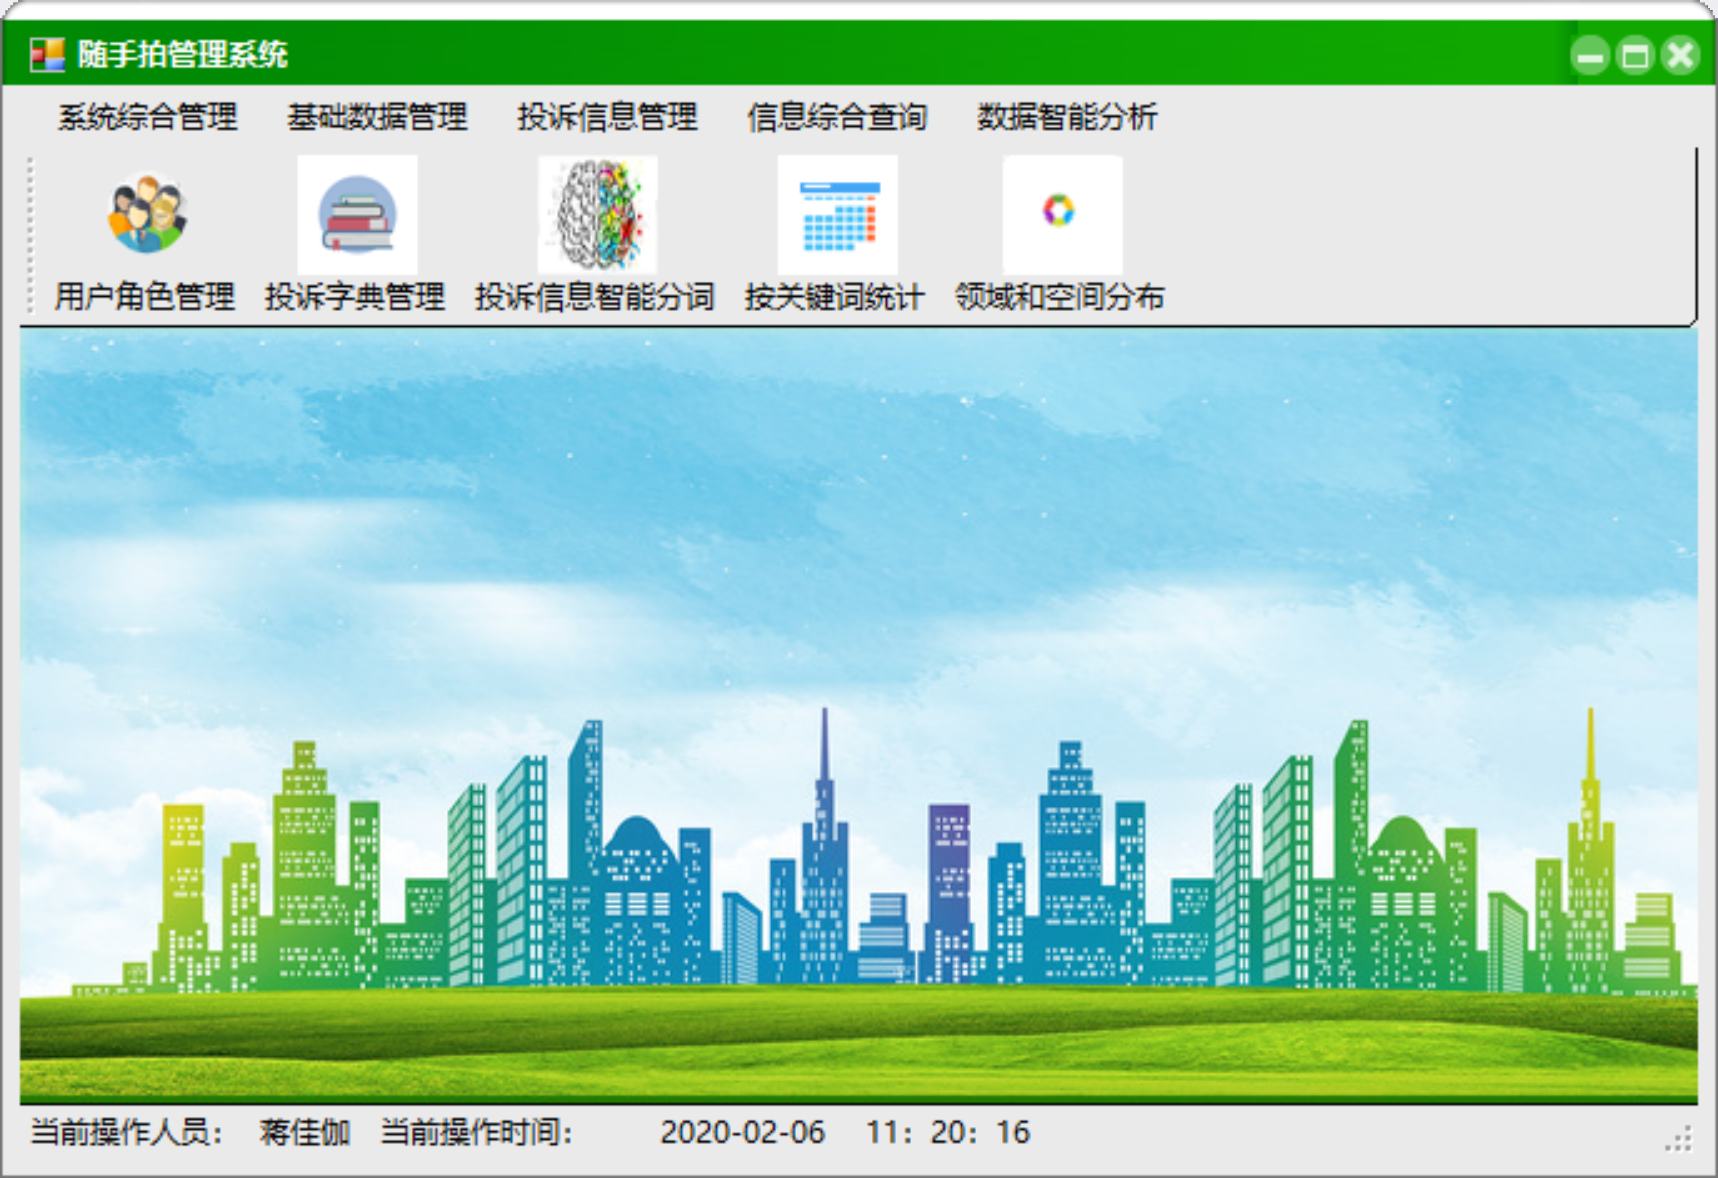 随手拍管理系统
系统综合管理 基础数据管理 投诉信息管理 信息综合查询 数据智能分析
用户角色管理 投诉字典管理 投诉信息智能分词 按关键词统计 领域和空间分布
当前操作人员： 蒋佳伽 当前操作时间： 2020-02-06 11：20：16